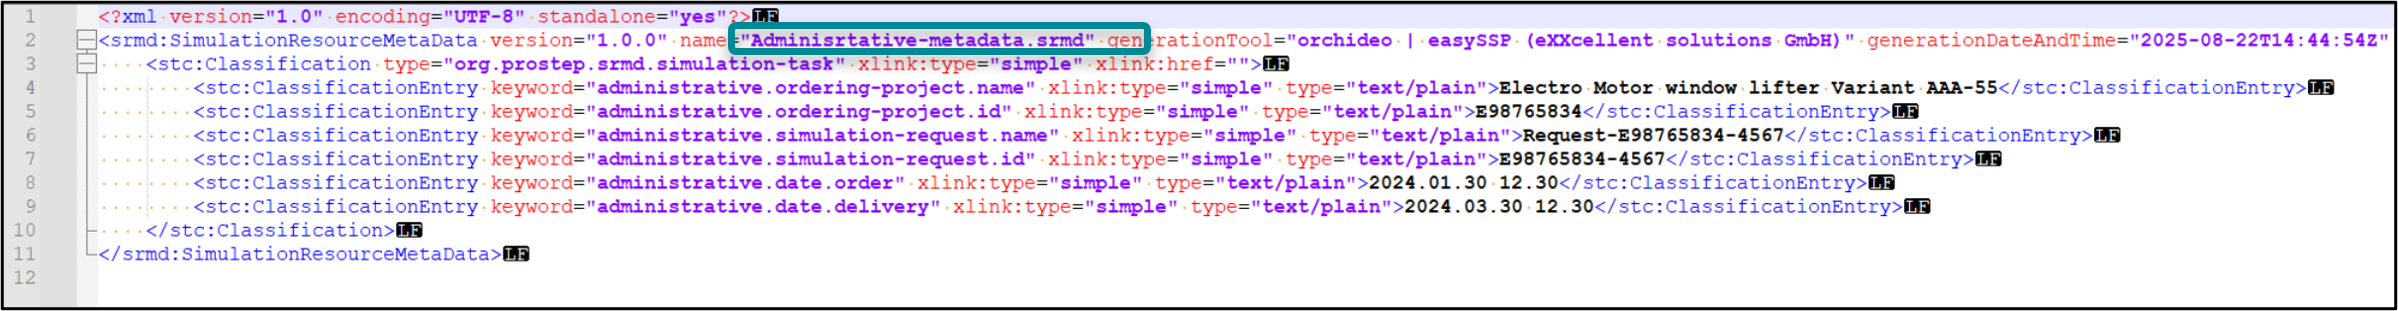 1 <?xml version="1.0" encoding="UTF-8" standalone="yes"?>LF
2 <srmd:SimulationResourceMetaData version="1.0.0" name="Adminisrtative-metadata.srmd" generationTool="orchideo | easySSP (eXXcellent solutions GmbH)" generationDateAndTime="2025-08-22T14:44:54Z"
3 <stc:Classification type="org.prostep.srmd.simulation-task" xlink:type="simple" xlink:href="">LF
4 <stc:ClassificationEntry keyword="administrative.ordering-project.name" xlink:type="simple" type="text/plain">Electro Motor window lifter Variant AAA-55</stc:ClassificationEntry>LF
5 <stc:ClassificationEntry keyword="administrative.ordering-project.id" xlink:type="simple" type="text/plain">E98765834</stc:ClassificationEntry>LF
6 <stc:ClassificationEntry keyword="administrative.simulation-request.name" xlink:type="simple" type="text/plain">Request-E98765834-4567</stc:ClassificationEntry>LF
7 <stc:ClassificationEntry keyword="administrative.simulation-request.id" xlink:type="simple" type="text/plain">E98765834-4567</stc:ClassificationEntry>LF
8 <stc:ClassificationEntry keyword="administrative.date.order" xlink:type="simple" type="text/plain">2024.01.30 12.30</stc:ClassificationEntry>LF
9 <stc:ClassificationEntry keyword="administrative.date.delivery" xlink:type="simple" type="text/plain">2024.03.30 12.30</stc:ClassificationEntry>LF
10 </stc:Classification>LF
11 </srmd:SimulationResourceMetaData>LF
12